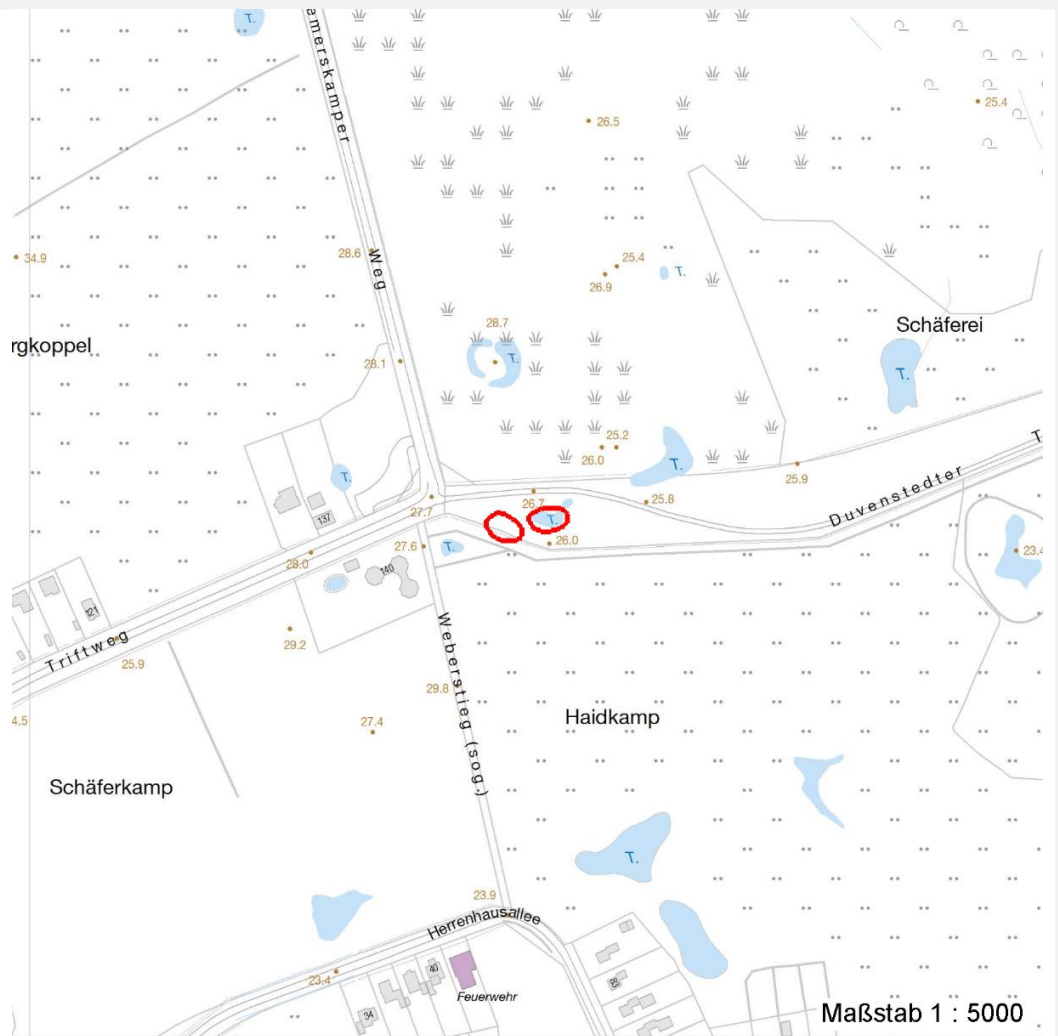 T.
emerskamper
25.4
26.5
34.9
28.6
Weg
25.4
26.9
T.
28.7
Schäferei
rgkoppel
28.1
T.
T.
25.2
26.0
T.
25.9
T.
137
27.7
26.7
25.8
Duvenstedter
T
T.
26.0
27.6
T.
23.4
28.0
140
121
Triftweg
29.2
25.9
Weberstieg (sog.)
29.8
4.5
27.4
Haidkamp
Schäferkamp
T.
23.9
Herrenhausallee
23.4
40
34
Feuerwehr
Maßstab 1 : 5000